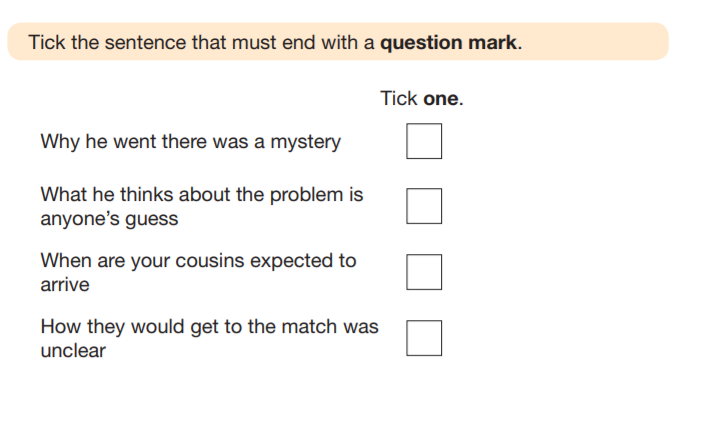 Tick the sentence that must end with a question mark.
Tick one.
Why he went there was a mystery
What he thinks about the problem is
anyone’s guess
When are your cousins expected to
arrive
How they would get to the match was
unclear